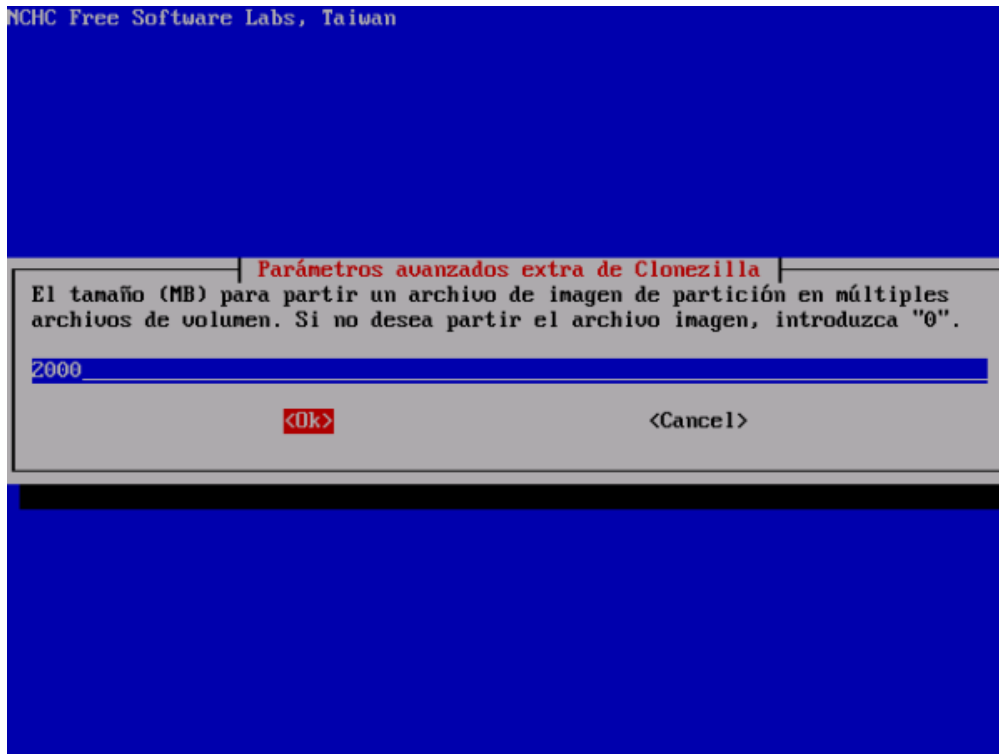 NCHC Free Software Labs, Taiwan
Parámetros avanzados extra de Clonezilla
El tamaño (MB) para partir un archivo de imagen de partición en múltiples
archivos de volumen. Si no desea partir el archivo imagen, introduzca "0".
2000
<Ok> <Cancel>